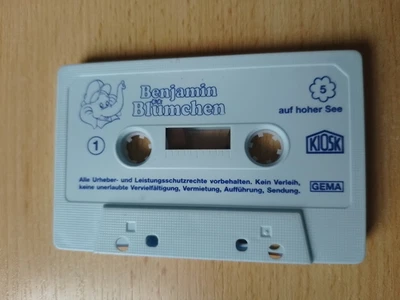 Benjamin
Blümchen
5
auf hoher See
1
KIOSK
Alle Urheber- und Leistungsschutzrechte vorbehalten. Kein Verleih,
keine unerlaubte Vervielfältigung, Vermietung, Aufführung, Sendung.
GEMA